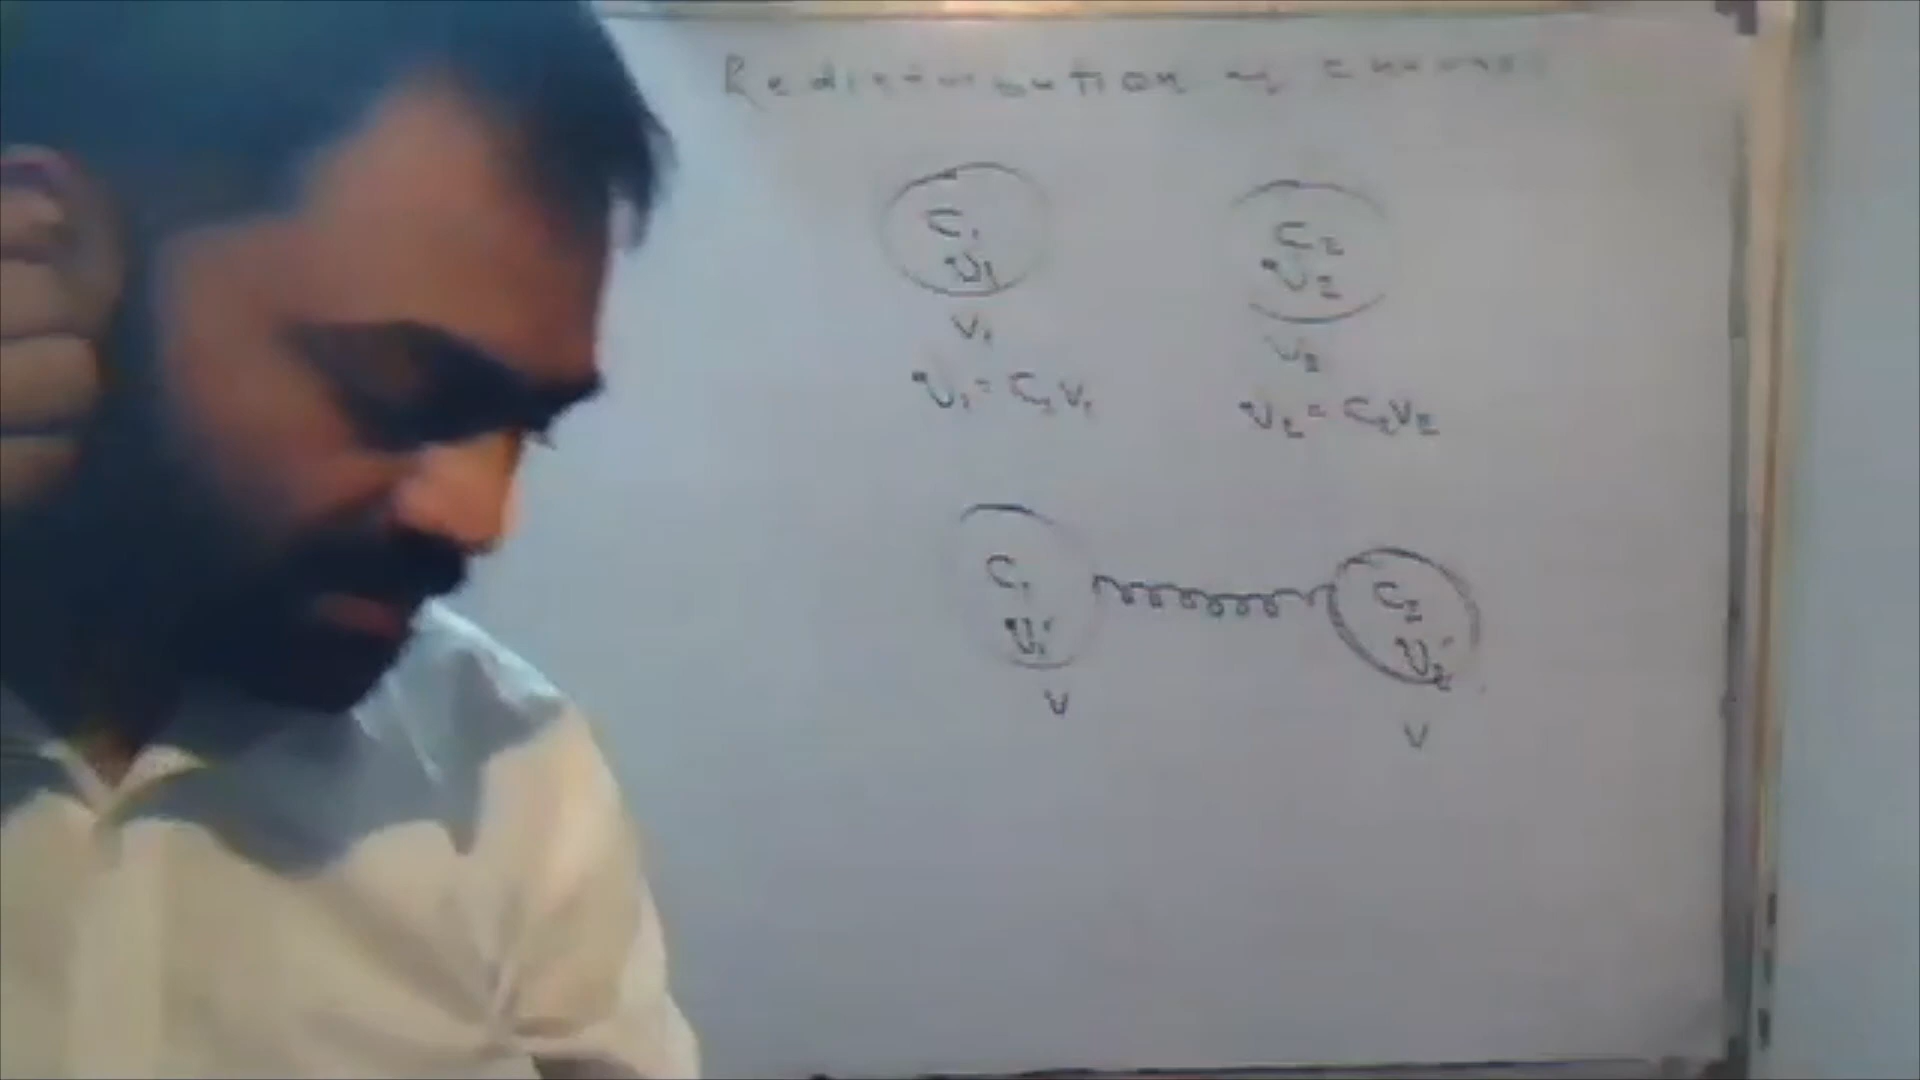 Redistribution of charges
C₁ C₂
q₁ q₂
V₁ V₂
q₁ = C₁V₁ q₂ = C₂V₂
C₁ C₂
q₁' q₂'
V V